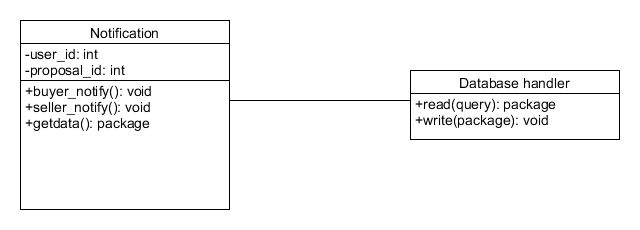 Notification
-user_id: int
-proposal_id: int
+buyer_notify(): void
+seller_notify(): void
+getdata(): package
Database handler
+read(query): package
+write(package): void